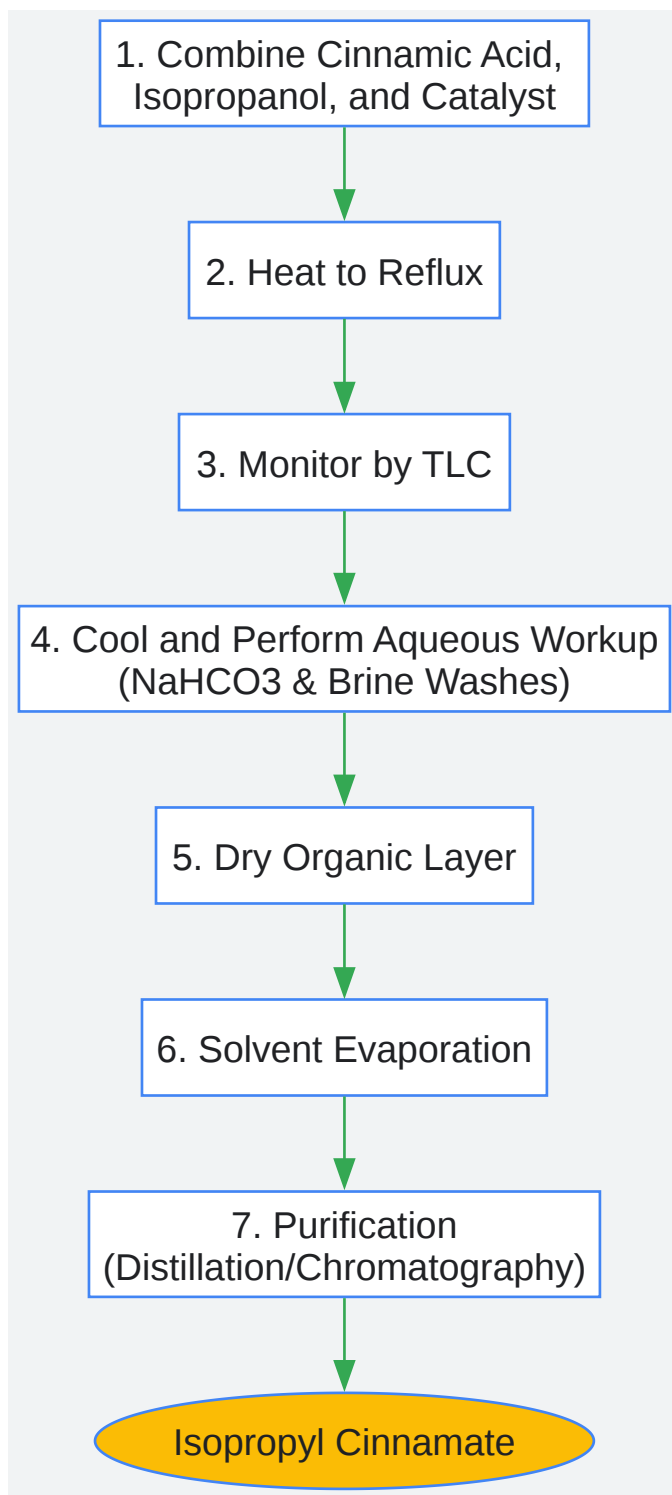 1. Combine Cinnamic Acid,
Isopropanol, and Catalyst
2. Heat to Reflux
3. Monitor by TLC
4. Cool and Perform Aqueous Workup
(NaHCO3 & Brine Washes)
5. Dry Organic Layer
6. Solvent Evaporation
7. Purification
(Distillation/Chromatography)
Isopropyl Cinnamate